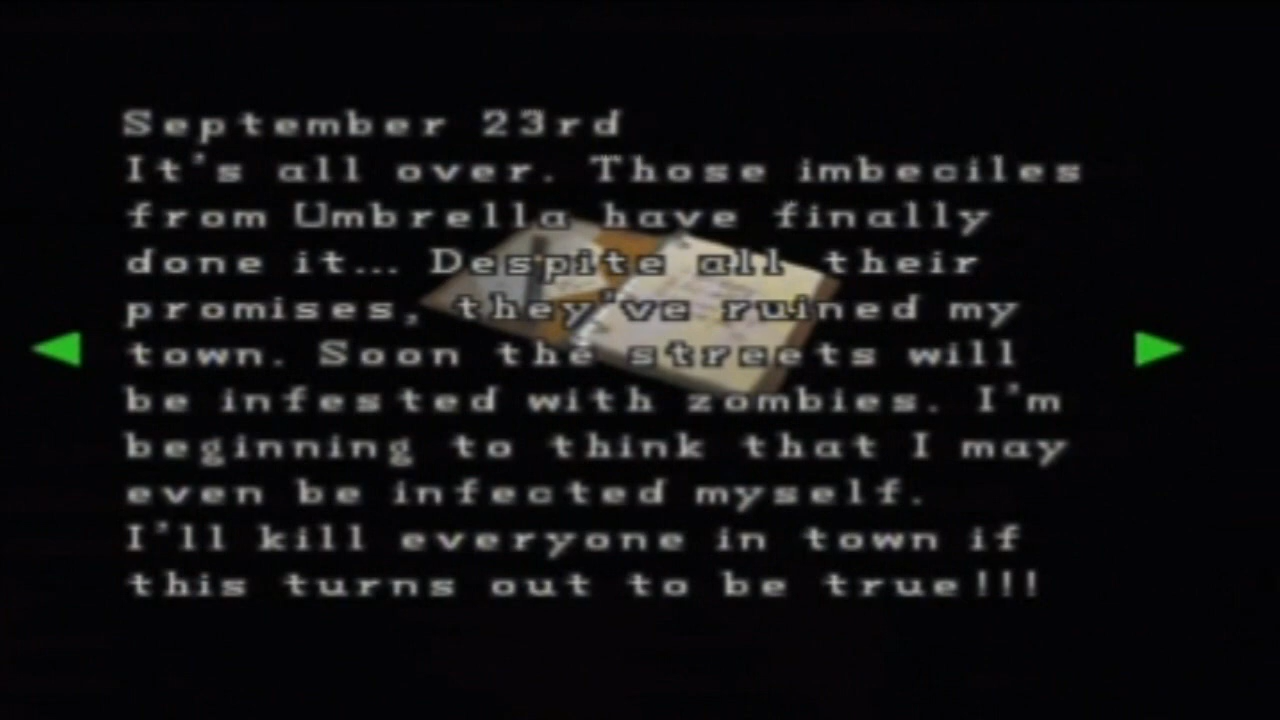 September 23rd
It's all over. Those imbeciles
from Umbrella have finally
done it... Despite all their
promises, they've ruined my
town. Soon the streets will
be infested with zombies. I'm
beginning to think that I may
even be infected myself.
I'll kill everyone in town if
this turns out to be true!!!